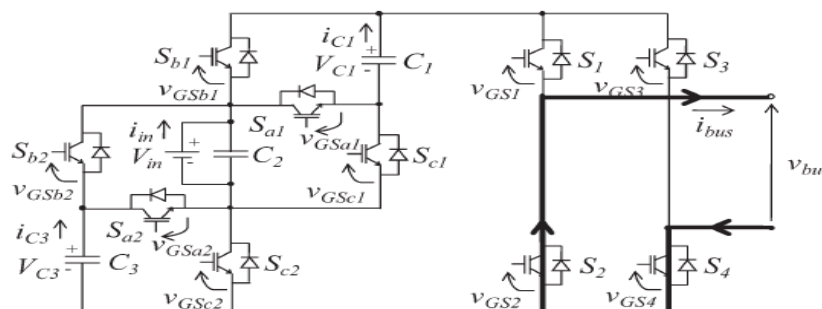 i_C1
S_b1
V_C1
+
-
C_1
S_1
S_3
v_GSb1
v_GS1
v_GS3
i_in
S_a1
i_bus
S_b2
V_in
+
-
C_2
v_GSa1
S_c1
v_bu
v_GSb2
v_GSc1
S_a2
i_C3
v_GSa2
+
V_C3
-
C_3
S_c2
S_2
S_4
v_GSc2
v_GS2
v_GS4